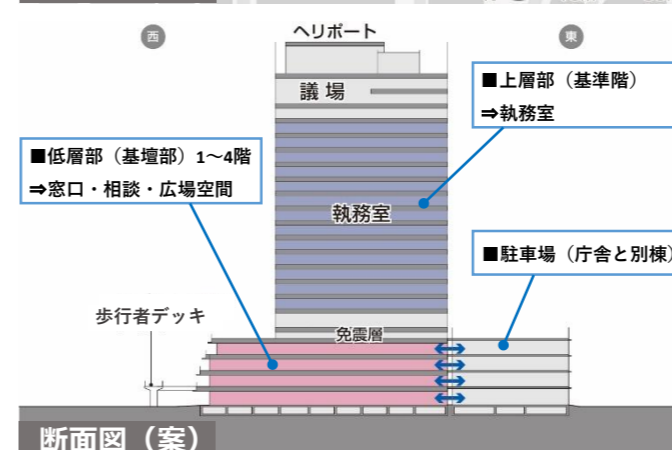 西
ヘリポート
東
議場
■上層部（基準階）
⇒執務室
■低層部（基壇部）1～4階
⇒窓口・相談・広場空間
執務室
■駐車場（庁舎と別棟）
歩行者デッキ
免震層
断面図（案）